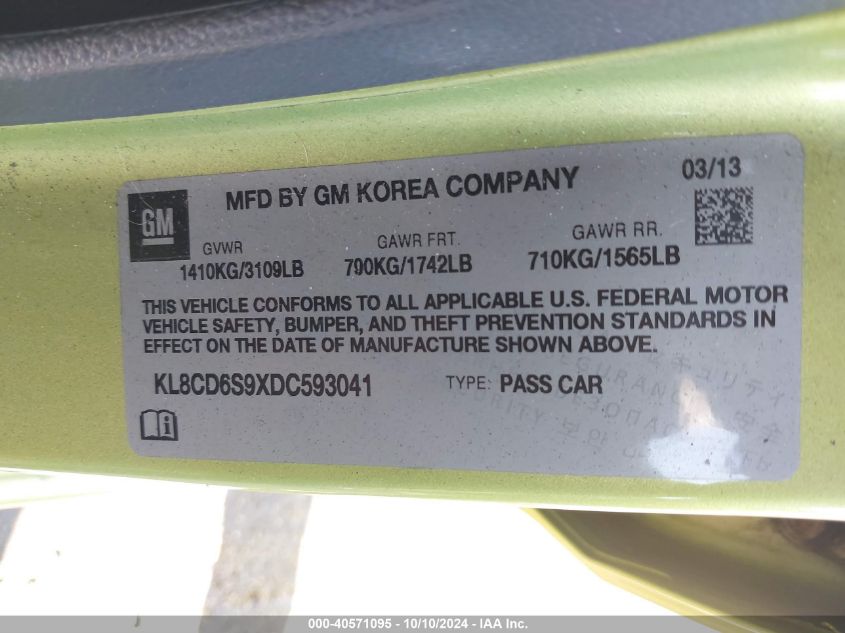 MFD BY GM KOREA COMPANY
03/13
GM
GVWR
1410KG/3109LB
GAWR FRT.
790KG/1742LB
GAWR RR.
710KG/1565LB
THIS VEHICLE CONFORMS TO ALL APPLICABLE U.S. FEDERAL MOTOR
VEHICLE SAFETY, BUMPER, AND THEFT PREVENTION STANDARDS IN
EFFECT ON THE DATE OF MANUFACTURE SHOWN ABOVE.
KL8CD6S9XDC593041
TYPE: PASS CAR
000-40571095 - 10/10/2024 - IAA Inc.